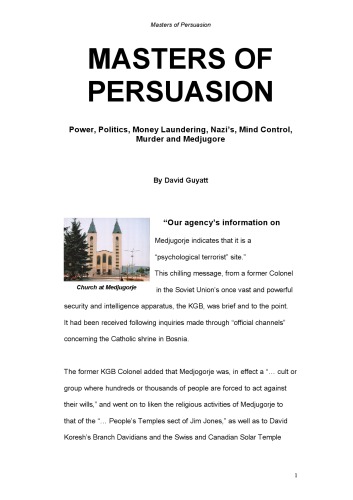 Masters of Persuasion
MASTERS OF
PERSUASION
Power, Politics, Money Laundering, Nazi's, Mind Control,
Murder and Medjugore
By David Guyatt
"Our agency's information on
Medjugorje indicates that it is a
"psychological terrorist" site."
This chilling message, from a former Colonel
Church at Medjugorje
in the Soviet Union's once vast and powerful
security and intelligence apparatus, the KGB, was brief and to the point.
It had been received following inquiries made through "official channels"
concerning the Catholic shrine in Bosnia.
The former KGB Colonel added that Medjogorje was, in effect a "… cult or
group where hundreds or thousands of people are forced to act against
their wills," and went on to liken the religious activities of Medjugorje to
that of the "… People's Temples sect of Jim Jones," as well as to David
Koresh's Branch Davidians and the Swiss and Canadian Solar Temple
1